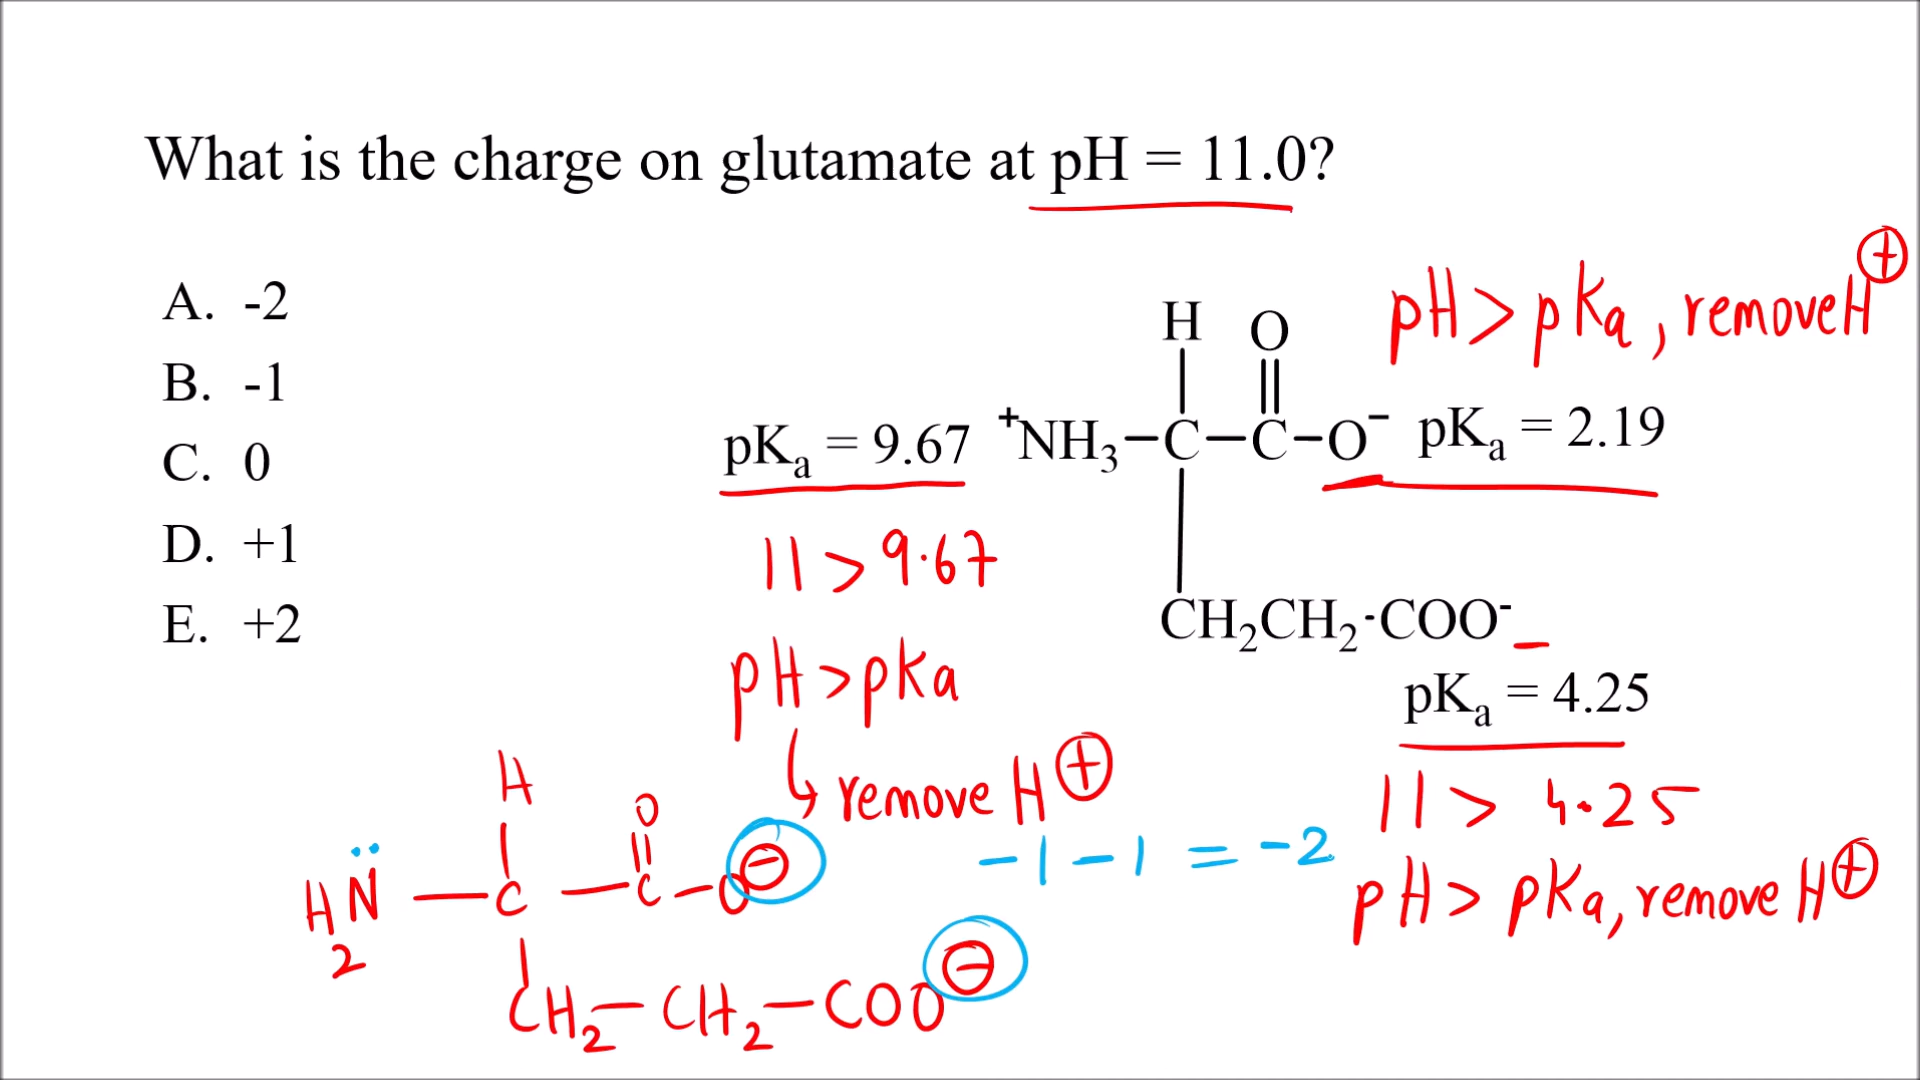 What is the charge on glutamate at pH = 11.0?
A. -2
B. -1
C. 0
D. +1
E. +2
pH > pKa, remove H⊕
H O
pKₐ = 9.67 ⁺NH₃–C–C–O⁻ pKₐ = 2.19
11 > 9.67
CH₂CH₂-COO⁻
pH > pKa
pKₐ = 4.25
remove H⊕
11 > 4.25
H O
-1 -1 = -2
pH > pKa, remove H⊕
H₂N̈ – C – C – O⊖
CH₂ – CH₂ – COO⊖